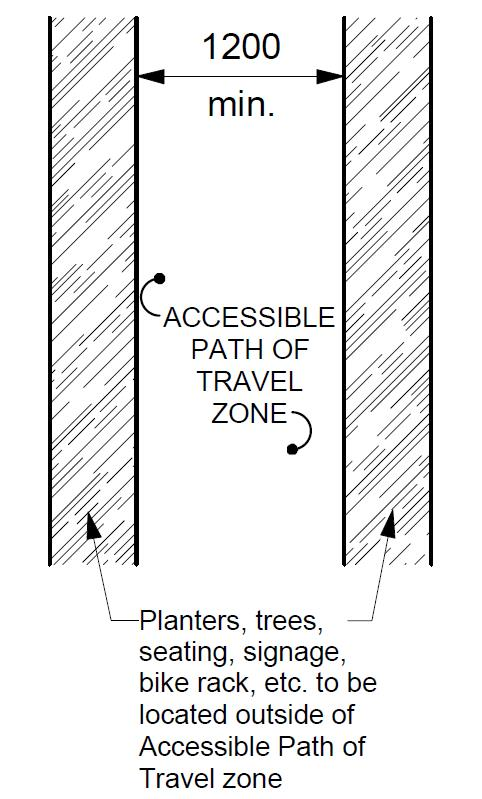 1200
min.
ACCESSIBLE
PATH OF
TRAVEL
ZONE
Planters, trees,
seating, signage,
bike rack, etc. to be
located outside of
Accessible Path of
Travel zone